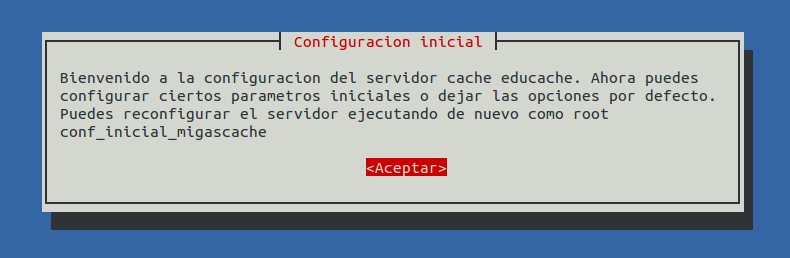 Configuracion inicial
Bienvenido a la configuracion del servidor cache educache. Ahora puedes
configurar ciertos parametros iniciales o dejar las opciones por defecto.
Puedes reconfigurar el servidor ejecutando de nuevo como root
conf_inicial_migascache
<Aceptar>